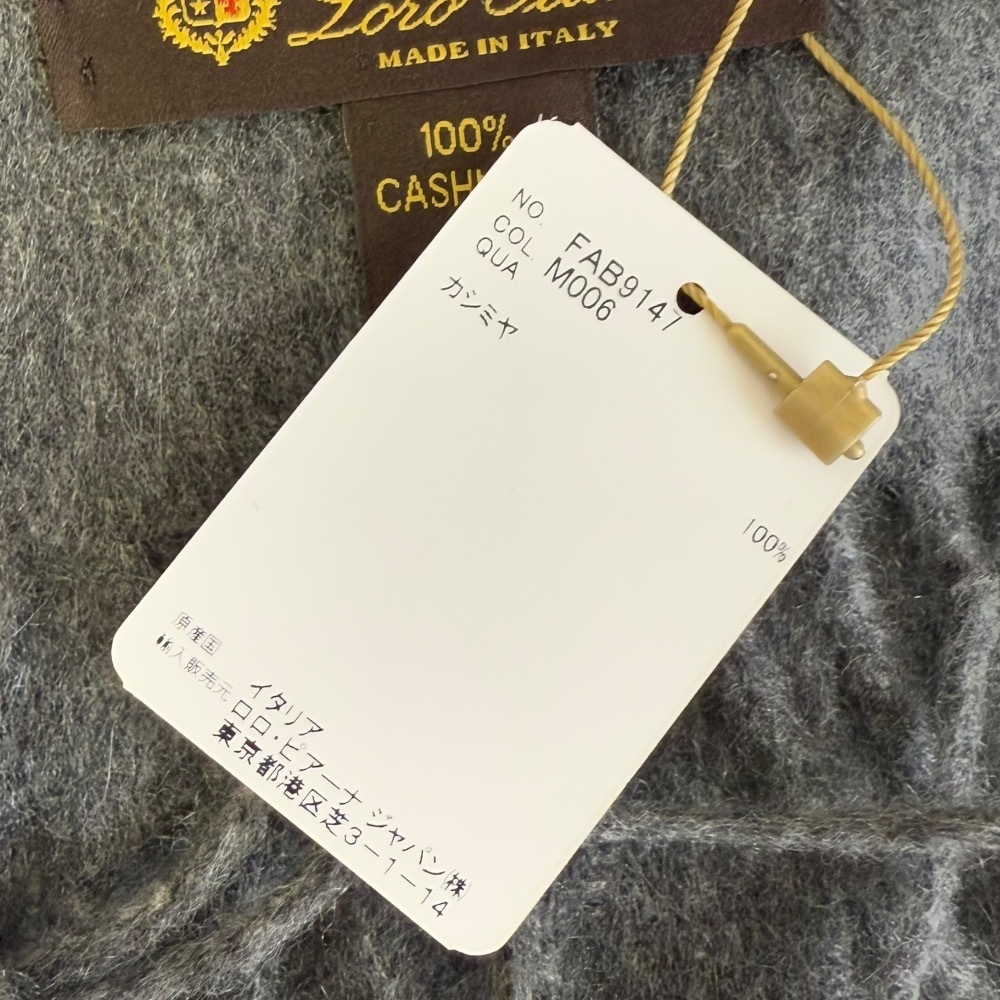 Loro
MADE IN ITALY
100%
CASH
NO. FAB9147
COL. M006
QUA
カシミヤ 100%
原産国 イタリア
輸入販売元 ロロ・ピアーナ ジャパン(株)
東京都港区芝3-1-14